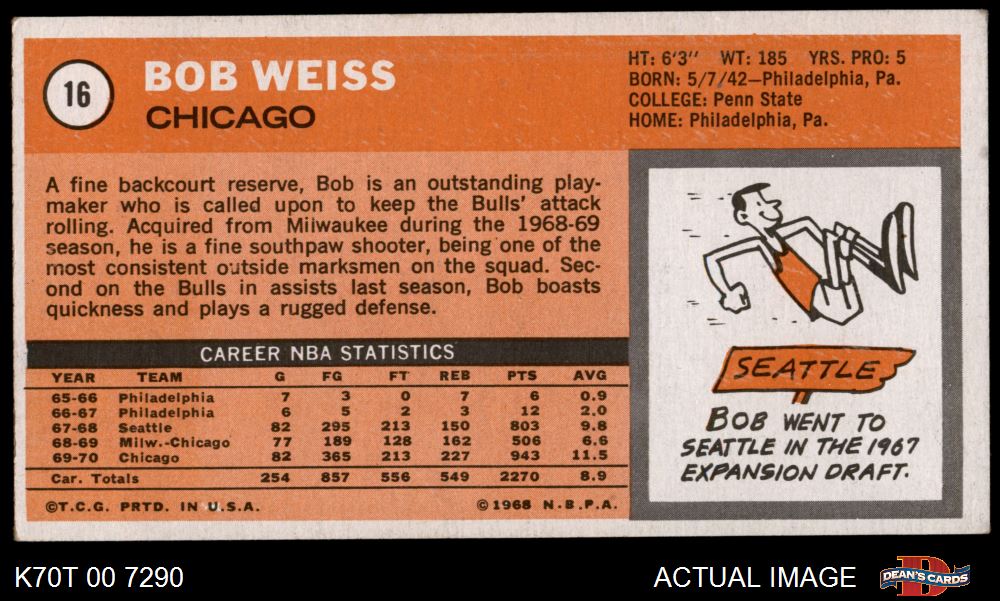 16
BOB WEISS
CHICAGO
HT: 6'3" WT: 185 YRS. PRO: 5
BORN: 5/7/42—Philadelphia, Pa.
COLLEGE: Penn State
HOME: Philadelphia, Pa.
A fine backcourt reserve, Bob is an outstanding play-
maker who is called upon to keep the Bulls' attack
rolling. Acquired from Milwaukee during the 1968-69
season, he is a fine southpaw shooter, being one of the
most consistent outside marksmen on the squad. Sec-
ond on the Bulls in assists last season, Bob boasts
quickness and plays a rugged defense.
CAREER NBA STATISTICS
YEAR TEAM G FG FT REB PTS AVG
65-66 Philadelphia 7 3 0 7 6 0.9
66-67 Philadelphia 6 5 2 3 12 2.0
67-68 Seattle 82 295 213 150 803 9.8
68-69 Milw.-Chicago 77 189 128 162 506 6.6
69-70 Chicago 82 365 213 227 943 11.5
Car. Totals 254 857 556 549 2270 8.9
©T.C.G. PRTD. IN U.S.A. ©1968 N.B.P.A.
SEATTLE
BOB WENT TO
SEATTLE IN THE 1967
EXPANSION DRAFT.
K70T 00 7290
ACTUAL IMAGE
DEAN'S CARDS